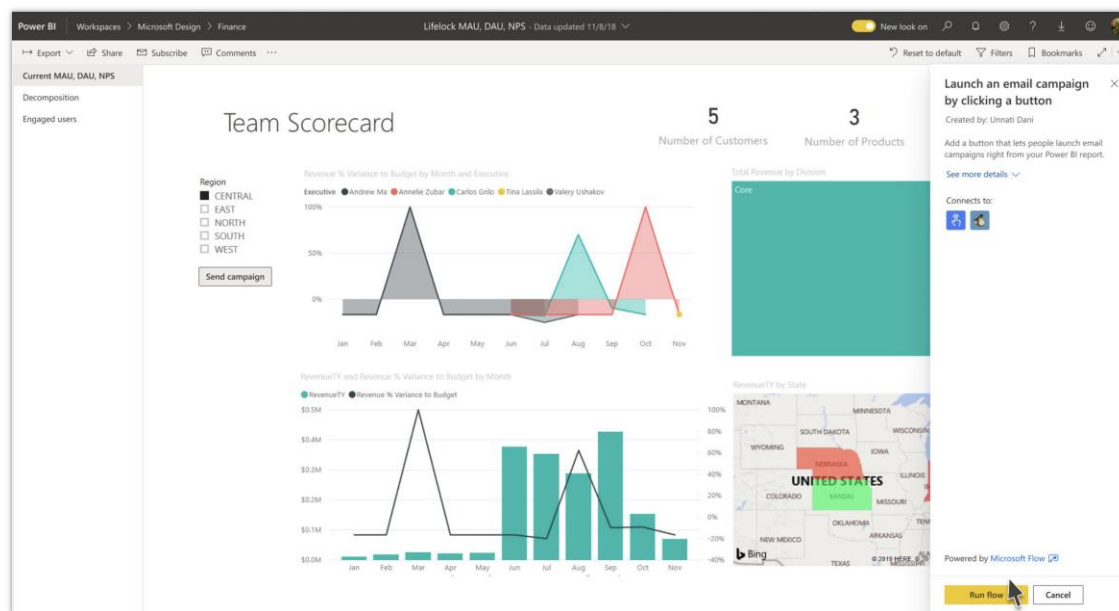 Power BI Workspaces > Microsoft Design > Finance Lifelock MAU, DAU, NPS - Data updated 11/8/18 New look on
Export Share Subscribe Comments ··· Reset to default Filters Bookmarks
Current MAU, DAU, NPS
Decomposition
Engaged users
Team Scorecard
5
Number of Customers
3
Number of Products
Region
CENTRAL
EAST
NORTH
SOUTH
WEST
Send campaign
Revenue % Variance to Budget by Month and Executive
Executive Andrew Ma Annelie Zubar Carlos Grilo Tina Lassila Valery Ushakov
100%
50%
0%
Jan Feb Mar Apr May Jun Jul Aug Sep Oct Nov
Total Revenue by Division
Core
RevenueTY and Revenue % Variance to Budget by Month
RevenueTY Revenue % Variance to Budget
$0.5M
$0.4M
$0.3M
$0.2M
$0.1M
$0.0M
100%
80%
60%
40%
20%
0%
-20%
-40%
Jan Feb Mar Apr May Jun Jul Aug Sep Oct Nov
RevenueTY by State
MONTANA
MINNESOTA
SOUTH DAKOTA
WISCONSIN
WYOMING
IOWA
NEBRASKA
ILLINOIS
UNITED STATES
COLORADO
KANSAS
MISSOURI
OKLAHOMA
TENN
ARKANSAS
NEW MEXICO
Bing
© 2019 HERE,
TEXAS
MISSISSIPPI
Launch an email campaign
by clicking a button
Created by: Unnati Dani
Add a button that lets people launch email
campaigns right from your Power BI report.
See more details
Connects to:
Powered by Microsoft Flow
Run flow
Cancel